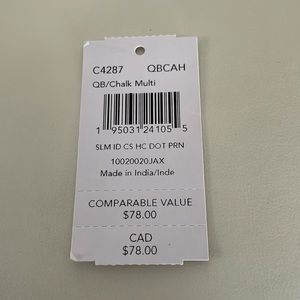 C4287 QBCAH
QB/Chalk Multi
1 95031 24105 5
SLM ID CS HC DOT PRN
10020020JAX
Made in India/Inde
COMPARABLE VALUE
$78.00
CAD
$78.00